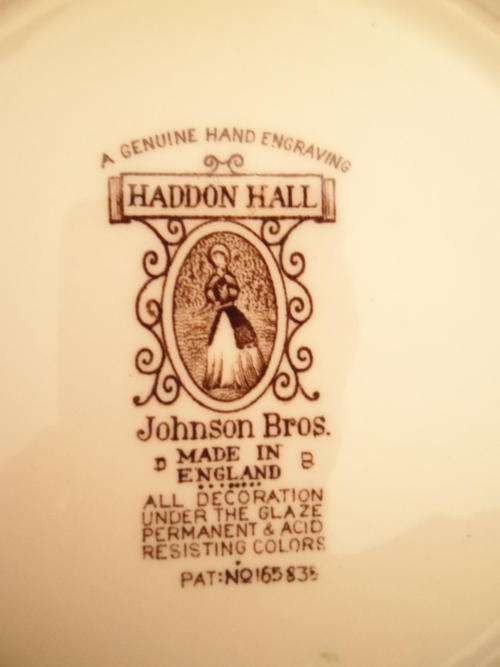 A GENUINE HAND ENGRAVING
HADDON HALL
Johnson Bros.
D MADE IN B
ENGLAND
ALL DECORATION
UNDER THE GLAZE
PERMANENT & ACID
RESISTING COLORS
PAT: No 165835